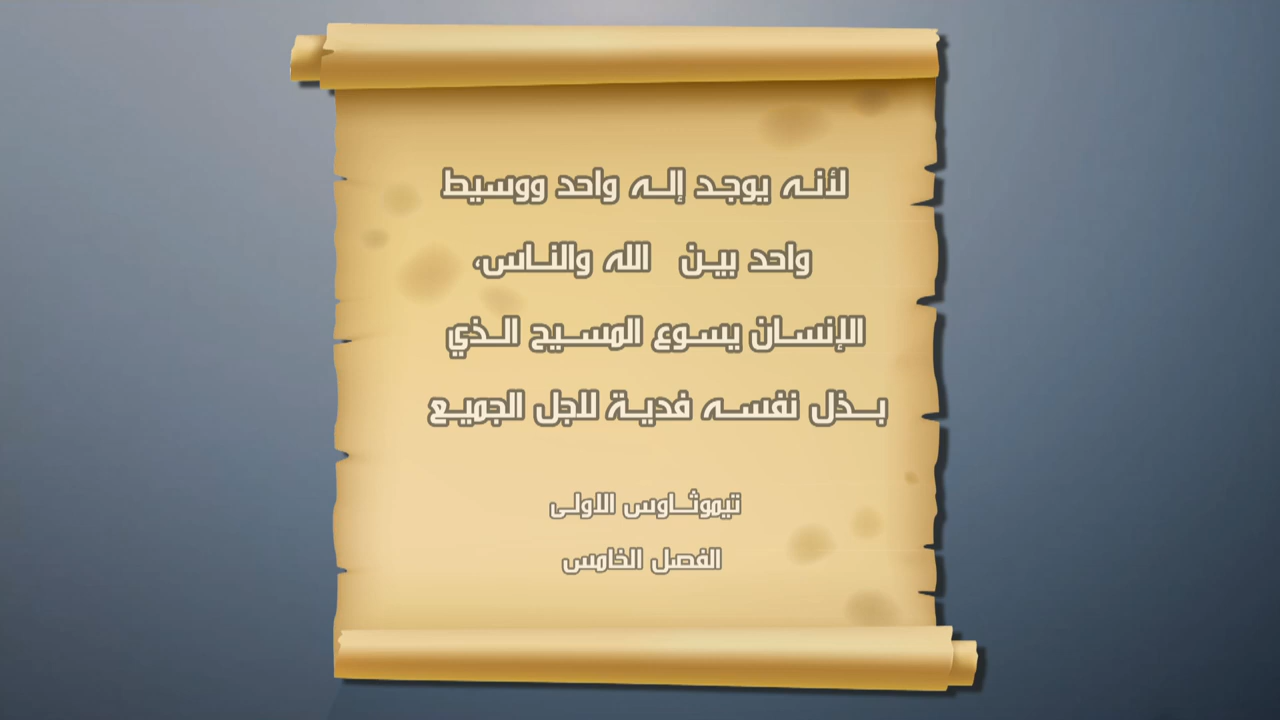 لأنه يوجد إله واحد ووسيط
واحد بين الله والناس،
الإنسان يسوع المسيح الذي
بذل نفسه فدية لاجل الجميع
تيموثاوس الاولى
الفصل الخامس